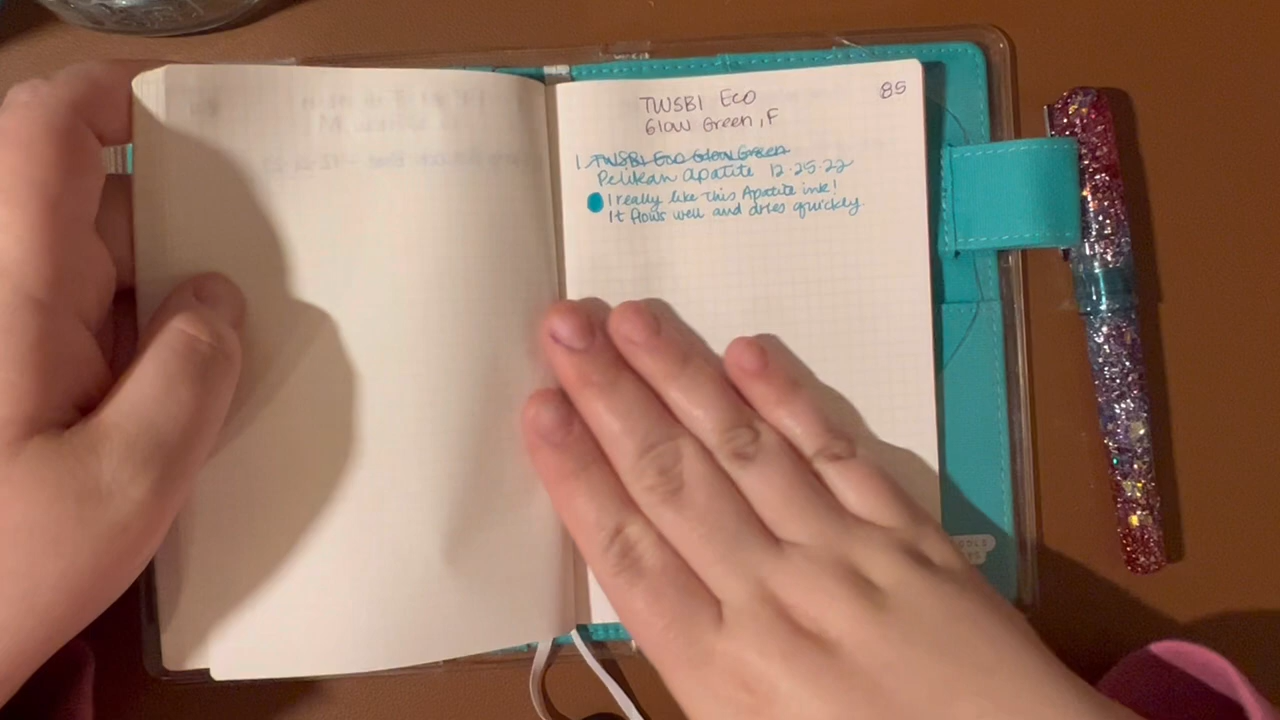 TWSBI Eco
Glow Green, F
85
1. TWSBI Eco Glow Green
Pelikan Apatite 12·25·22
I really like this Apatite ink!
It flows well and dries quickly.